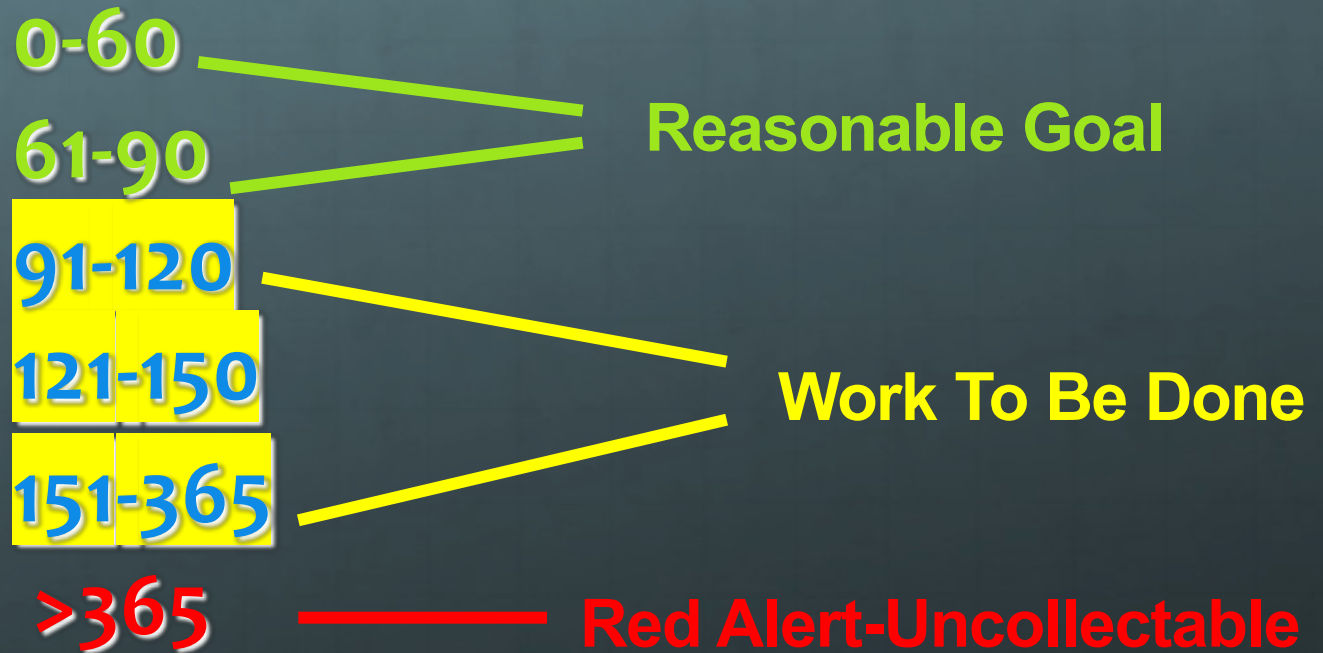 0-60
61-90
Reasonable Goal
91-120
121-150
151-365
Work To Be Done
>365
Red Alert-Uncollectable